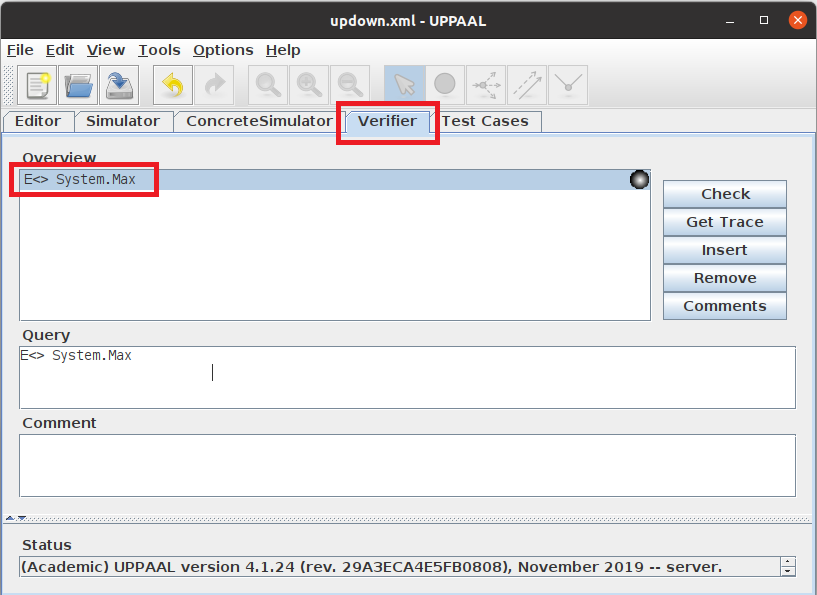 updown.xml - UPPAAL
File Edit View Tools Options Help
Editor Simulator ConcreteSimulator Verifier Test Cases
Overview
E<> System.Max
Check
Get Trace
Insert
Remove
Comments
Query
E<> System.Max
Comment
Status
(Academic) UPPAAL version 4.1.24 (rev. 29A3ECA4E5FB0808), November 2019 -- server.